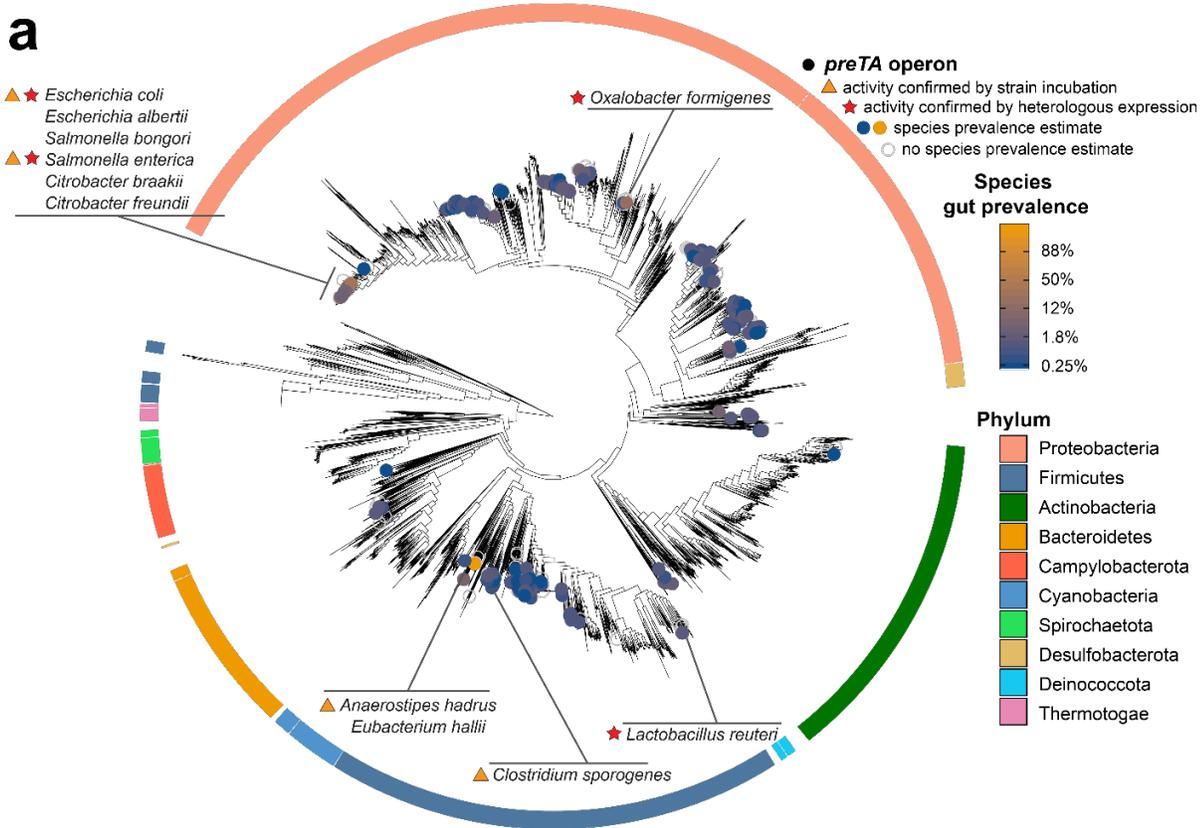 a
Escherichia coli
Escherichia albertii
Salmonella bongori
Salmonella enterica
Citrobacter braakii
Citrobacter freundii
Oxalobacter formigenes
preTA operon
activity confirmed by strain incubation
activity confirmed by heterologous expression
species prevalence estimate
no species prevalence estimate
Species
gut prevalence
88%
50%
12%
1.8%
0.25%
Phylum
Proteobacteria
Firmicutes
Actinobacteria
Bacteroidetes
Campylobacterota
Cyanobacteria
Spirochaetota
Desulfobacterota
Deinococcota
Thermotogae
Anaerostipes hadrus
Eubacterium hallii
Lactobacillus reuteri
Clostridium sporogenes